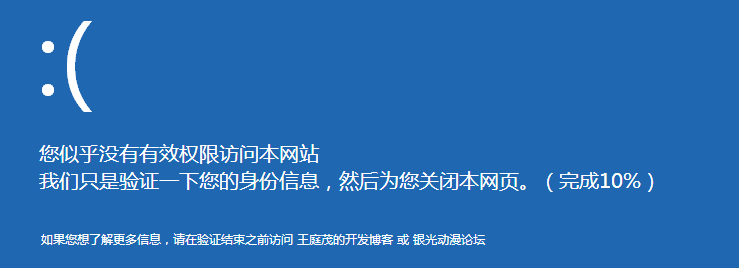 :(
您似乎没有有效权限访问本网站
我们只是验证一下您的身份信息，然后为您关闭本网页。（完成10%）
如果您想了解更多信息，请在验证结束之前访问 王庭茂的开发博客 或 银光动漫论坛